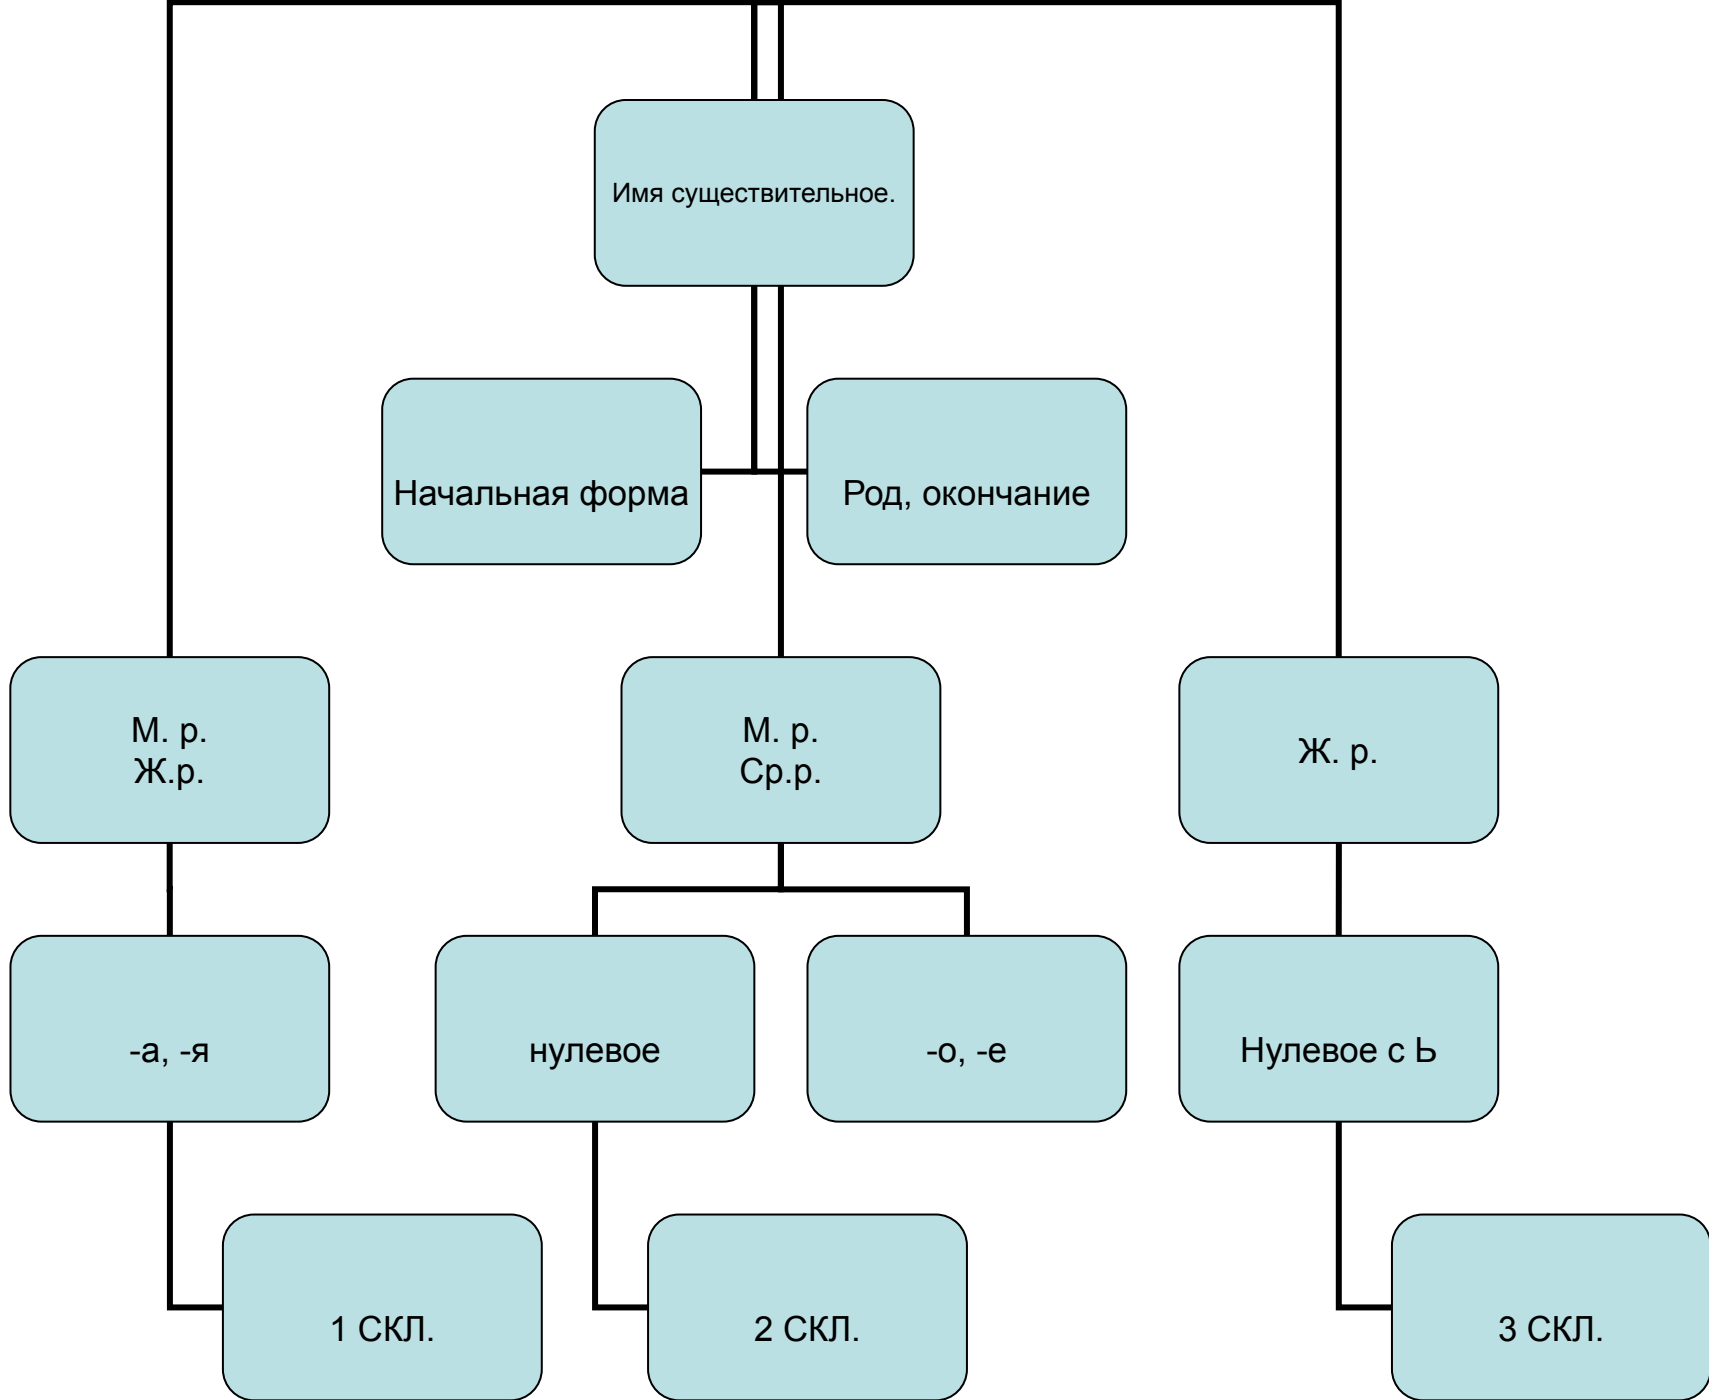 Имя существительное.
Начальная форма
Род, окончание
М. р.
Ж.р.
М. р.
Ср.р.
Ж. р.
-а, -я
нулевое
-о, -е
Нулевое с Ь
1 СКЛ.
2 СКЛ.
3 СКЛ.